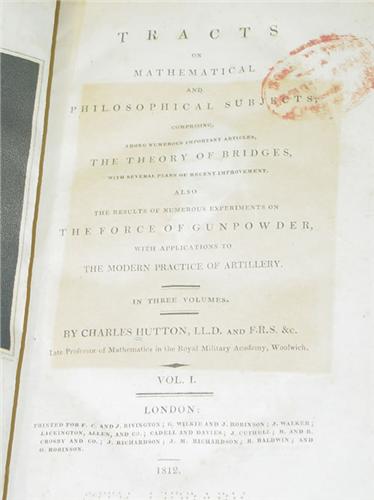 TRACTS
ON
MATHEMATICAL
AND
PHILOSOPHICAL SUBJECTS,
COMPRISING,
AMONG NUMEROUS IMPORTANT ARTICLES,
THE THEORY OF BRIDGES,
WITH SEVERAL PLANS OF RECENT IMPROVEMENT.
ALSO
THE RESULTS OF NUMEROUS EXPERIMENTS ON
THE FORCE OF GUNPOWDER,
WITH APPLICATIONS TO
THE MODERN PRACTICE OF ARTILLERY.
IN THREE VOLUMES.
BY CHARLES HUTTON, LL.D. AND F.R.S. &c.
Late Professor of Mathematics in the Royal Military Academy, Woolwich.
VOL. I.
LONDON:
PRINTED FOR F. C. AND J. RIVINGTON; G. WILKIE AND J. ROBINSON; J. WALKER;
LACKINGTON, ALLEN, AND CO.; CADELL AND DAVIES; J. CUTHELL; B. AND R.
CROSBY AND CO.; J. RICHARDSON; J. M. RICHARDSON; R. BALDWIN; AND
G. ROBINSON.
1812.